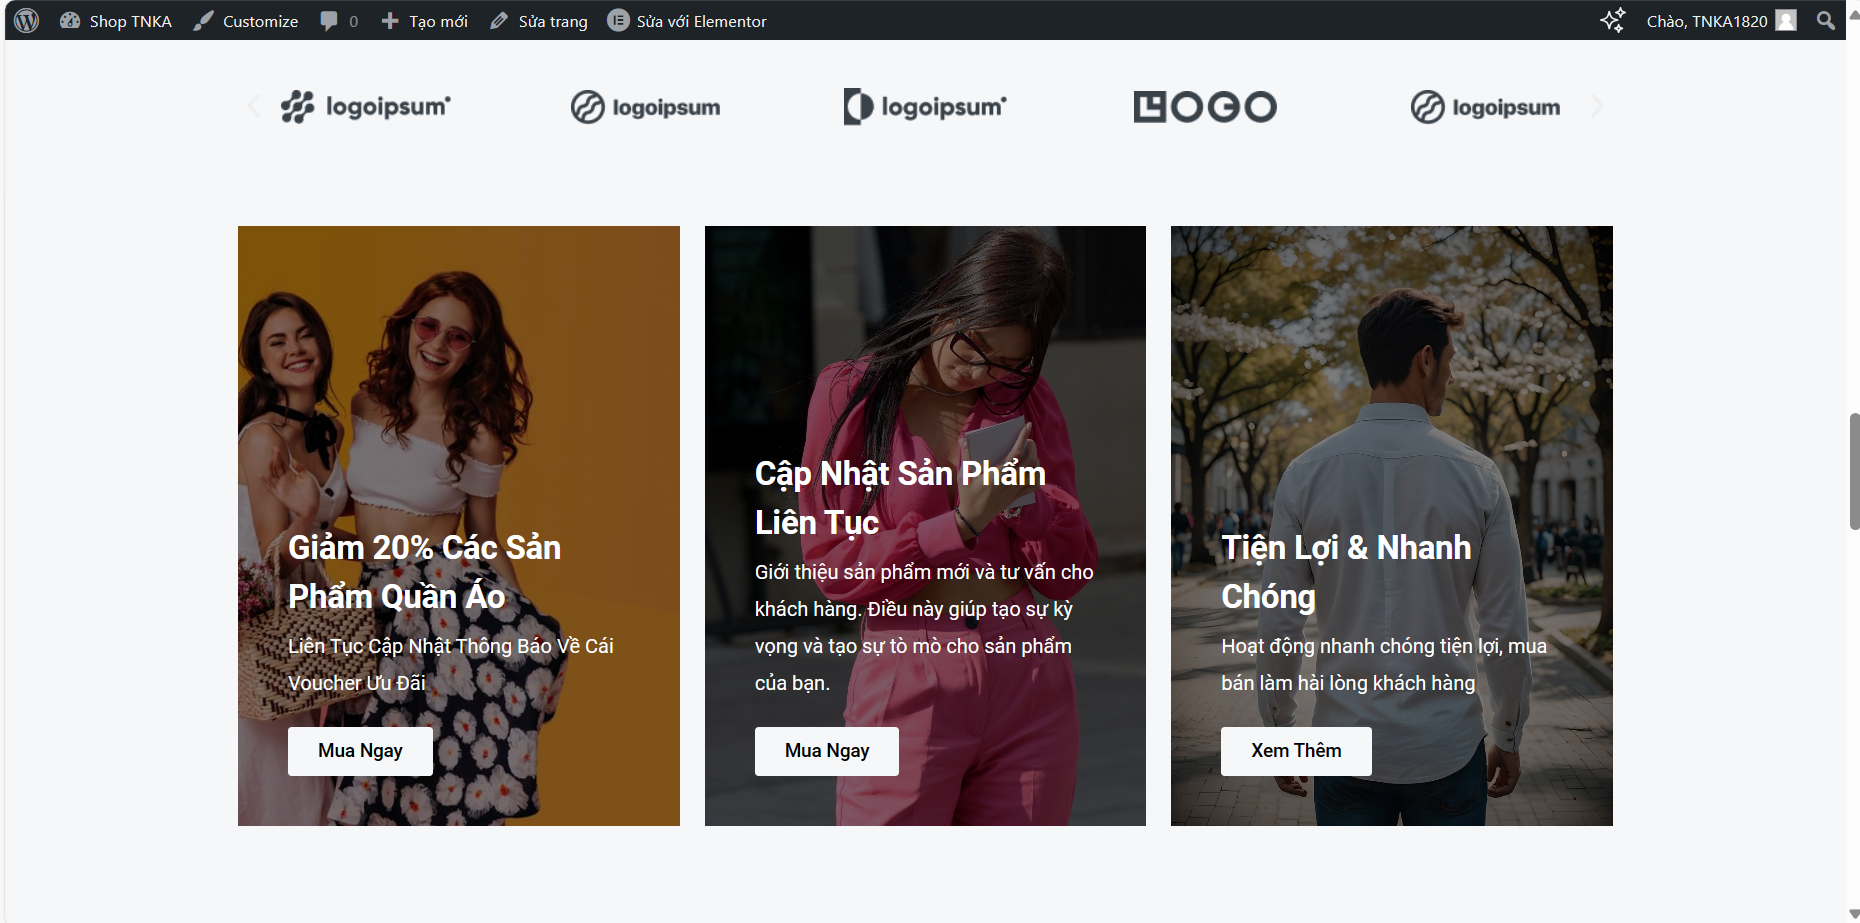 Shop TNKA Customize 0 Tạo mới Sửa trang Sửa với Elementor Chào, TNKA1820
logoipsum logoipsum logoipsum LOGO logoipsum
Giảm 20% Các Sản
Phẩm Quần Áo
Liên Tục Cập Nhật Thông Báo Về Cái
Voucher Ưu Đãi
Mua Ngay
Cập Nhật Sản Phẩm
Liên Tục
Giới thiệu sản phẩm mới và tư vấn cho
khách hàng. Điều này giúp tạo sự kỳ
vọng và tạo sự tò mò cho sản phẩm
của bạn.
Mua Ngay
Tiện Lợi & Nhanh
Chóng
Hoạt động nhanh chóng tiện lợi, mua
bán làm hài lòng khách hàng
Xem Thêm